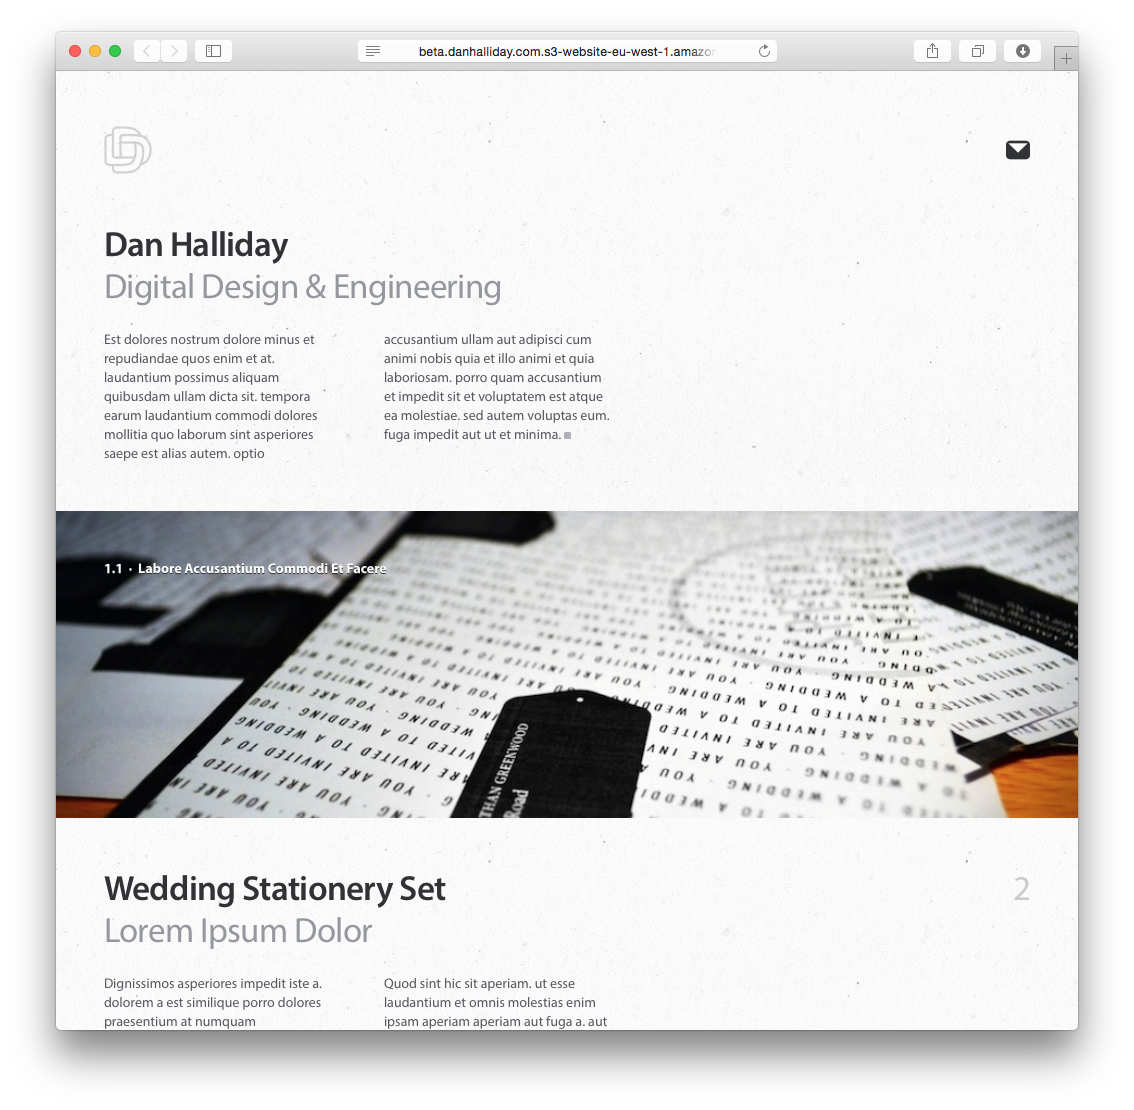 beta.danhalliday.com.s3-website-eu-west-1.amazon
Dan Halliday
Digital Design & Engineering
Est dolores nostrum dolore minus et
repudiandae quos enim et at.
laudantium possimus aliquam
quibusdam ullam dicta sit. tempora
earum laudantium commodi dolores
mollitia quo laborum sint asperiores
saepe est alias autem. optio
accusantium ullam aut adipisci cum
animi nobis quia et illo animi et quia
laboriosam. porro quam accusantium
et impedit sit et voluptatem est atque
ea molestiae. sed autem voluptas eum.
fuga impedit aut ut et minima.
1.1 · Labore Accusantium Commodi Et Facere
YOU ARE INVITED TO A WEDDING
THAN GREENWOOD
Road
Wedding Stationery Set
2
Lorem Ipsum Dolor
Dignissimos asperiores impedit iste a.
dolorem a est similique porro dolores
praesentium at numquam
Quod sint hic sit aperiam. ut esse
laudantium et omnis molestias enim
ipsam aperiam aperiam aut fuga a. aut